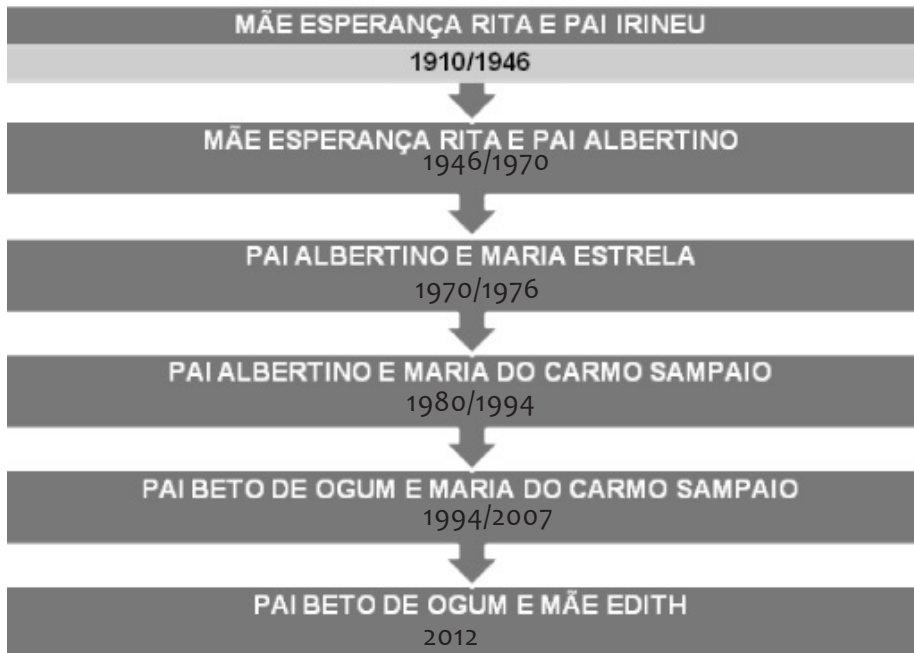 MÃE ESPERANÇA RITA E PAI IRINEU
1910/1946
MÃE ESPERANÇA RITA E PAI ALBERTINO
1946/1970
PAI ALBERTINO E MARIA ESTRELA
1970/1976
PAI ALBERTINO E MARIA DO CARMO SAMPAIO
1980/1994
PAI BETO DE OGUM E MARIA DO CARMO SAMPAIO
1994/2007
PAI BETO DE OGUM E MÃE EDITH
2012